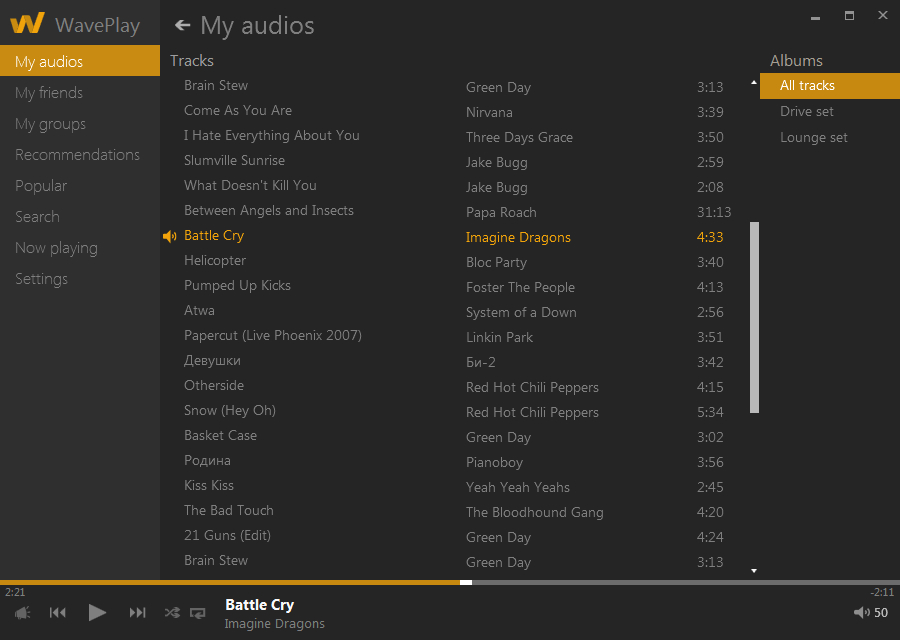 WavePlay
My audios
My friends
My groups
Recommendations
Popular
Search
Now playing
Settings
My audios
Tracks
Brain Stew Green Day 3:13
Come As You Are Nirvana 3:39
I Hate Everything About You Three Days Grace 3:50
Slumville Sunrise Jake Bugg 2:59
What Doesn't Kill You Jake Bugg 2:08
Between Angels and Insects Papa Roach 31:13
Battle Cry Imagine Dragons 4:33
Helicopter Bloc Party 3:40
Pumped Up Kicks Foster The People 4:13
Atwa System of a Down 2:56
Papercut (Live Phoenix 2007) Linkin Park 3:51
Девушки Би-2 3:42
Otherside Red Hot Chili Peppers 4:15
Snow (Hey Oh) Red Hot Chili Peppers 5:34
Basket Case Green Day 3:02
Родина Pianoboy 3:56
Kiss Kiss Yeah Yeah Yeahs 2:45
The Bad Touch The Bloodhound Gang 4:20
21 Guns (Edit) Green Day 4:24
Brain Stew Green Day 3:13
Albums
All tracks
Drive set
Lounge set
2:21 -2:11
Battle Cry
Imagine Dragons
50